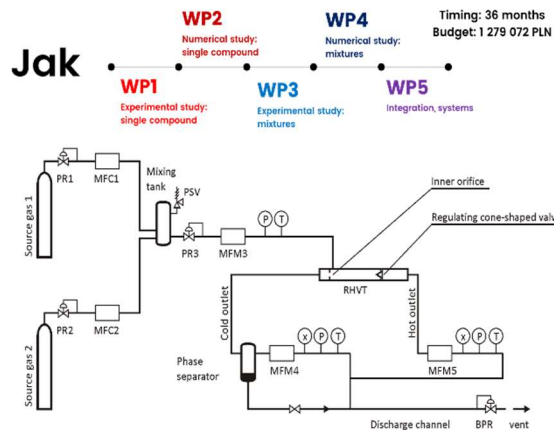 Timing: 36 months
Budget: 1 279 072 PLN
Jak
WP2
Numerical study:
single compound
WP4
Numerical study:
mixtures
WP1
Experimental study:
single compound
WP3
Experimental study:
mixtures
WP5
Integration, systems
Source gas 1
PR1
MFC1
Mixing
tank
PSV
PR3
MFM3
P T
Inner orifice
Regulating cone-shaped valv
RHVT
Cold outlet
Hot outlet
Source gas 2
PR2
MFC2
Phase
separator
MFM4
x P T
MFM5
x P T
Discharge channel
BPR
vent